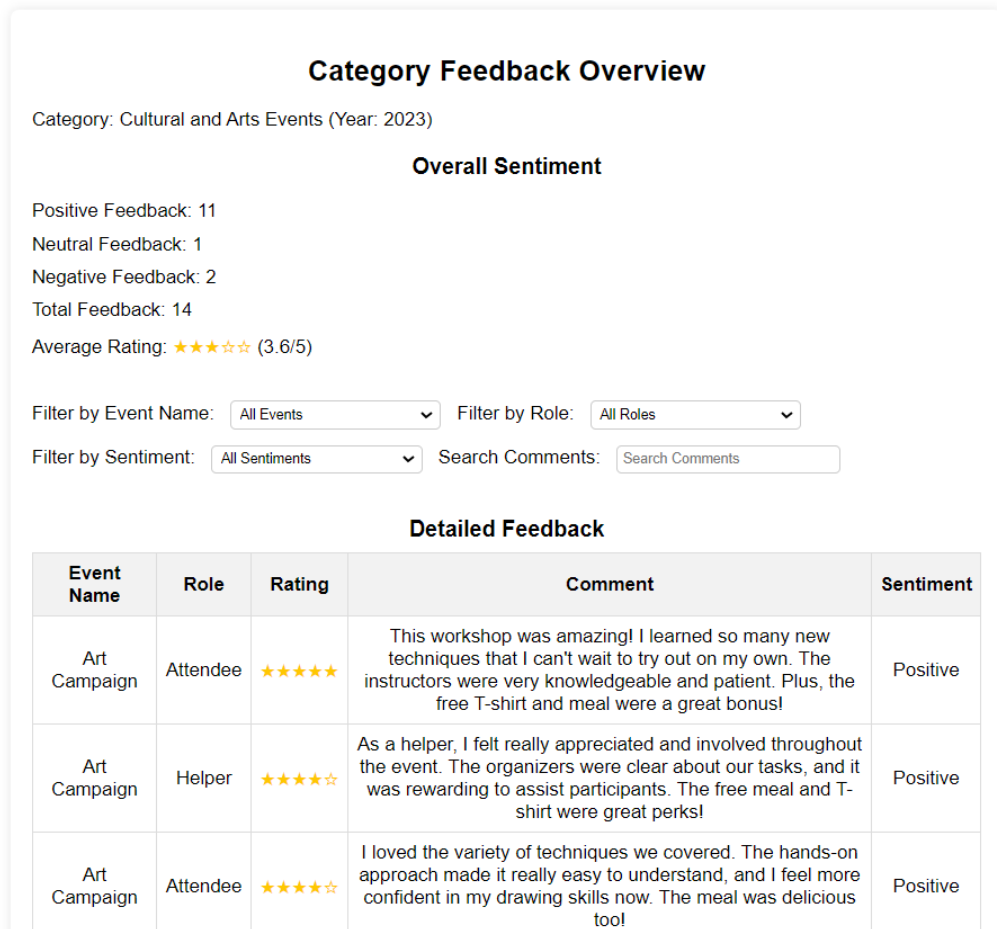 Category Feedback Overview
Category: Cultural and Arts Events (Year: 2023)
Overall Sentiment
Positive Feedback: 11
Neutral Feedback: 1
Negative Feedback: 2
Total Feedback: 14
Average Rating: ★★★☆☆ (3.6/5)
Filter by Event Name: All Events Filter by Role: All Roles
Filter by Sentiment: All Sentiments Search Comments: Search Comments
Detailed Feedback
Event
Name
Role
Rating
Comment
Sentiment
Art
Campaign
Attendee
★★★★★
This workshop was amazing! I learned so many new
techniques that I can't wait to try out on my own. The
instructors were very knowledgeable and patient. Plus, the
free T-shirt and meal were a great bonus!
Positive
Art
Campaign
Helper
★★★★☆
As a helper, I felt really appreciated and involved throughout
the event. The organizers were clear about our tasks, and it
was rewarding to assist participants. The free meal and T-
shirt were great perks!
Positive
Art
Campaign
Attendee
★★★★☆
I loved the variety of techniques we covered. The hands-on
approach made it really easy to understand, and I feel more
confident in my drawing skills now. The meal was delicious
too!
Positive